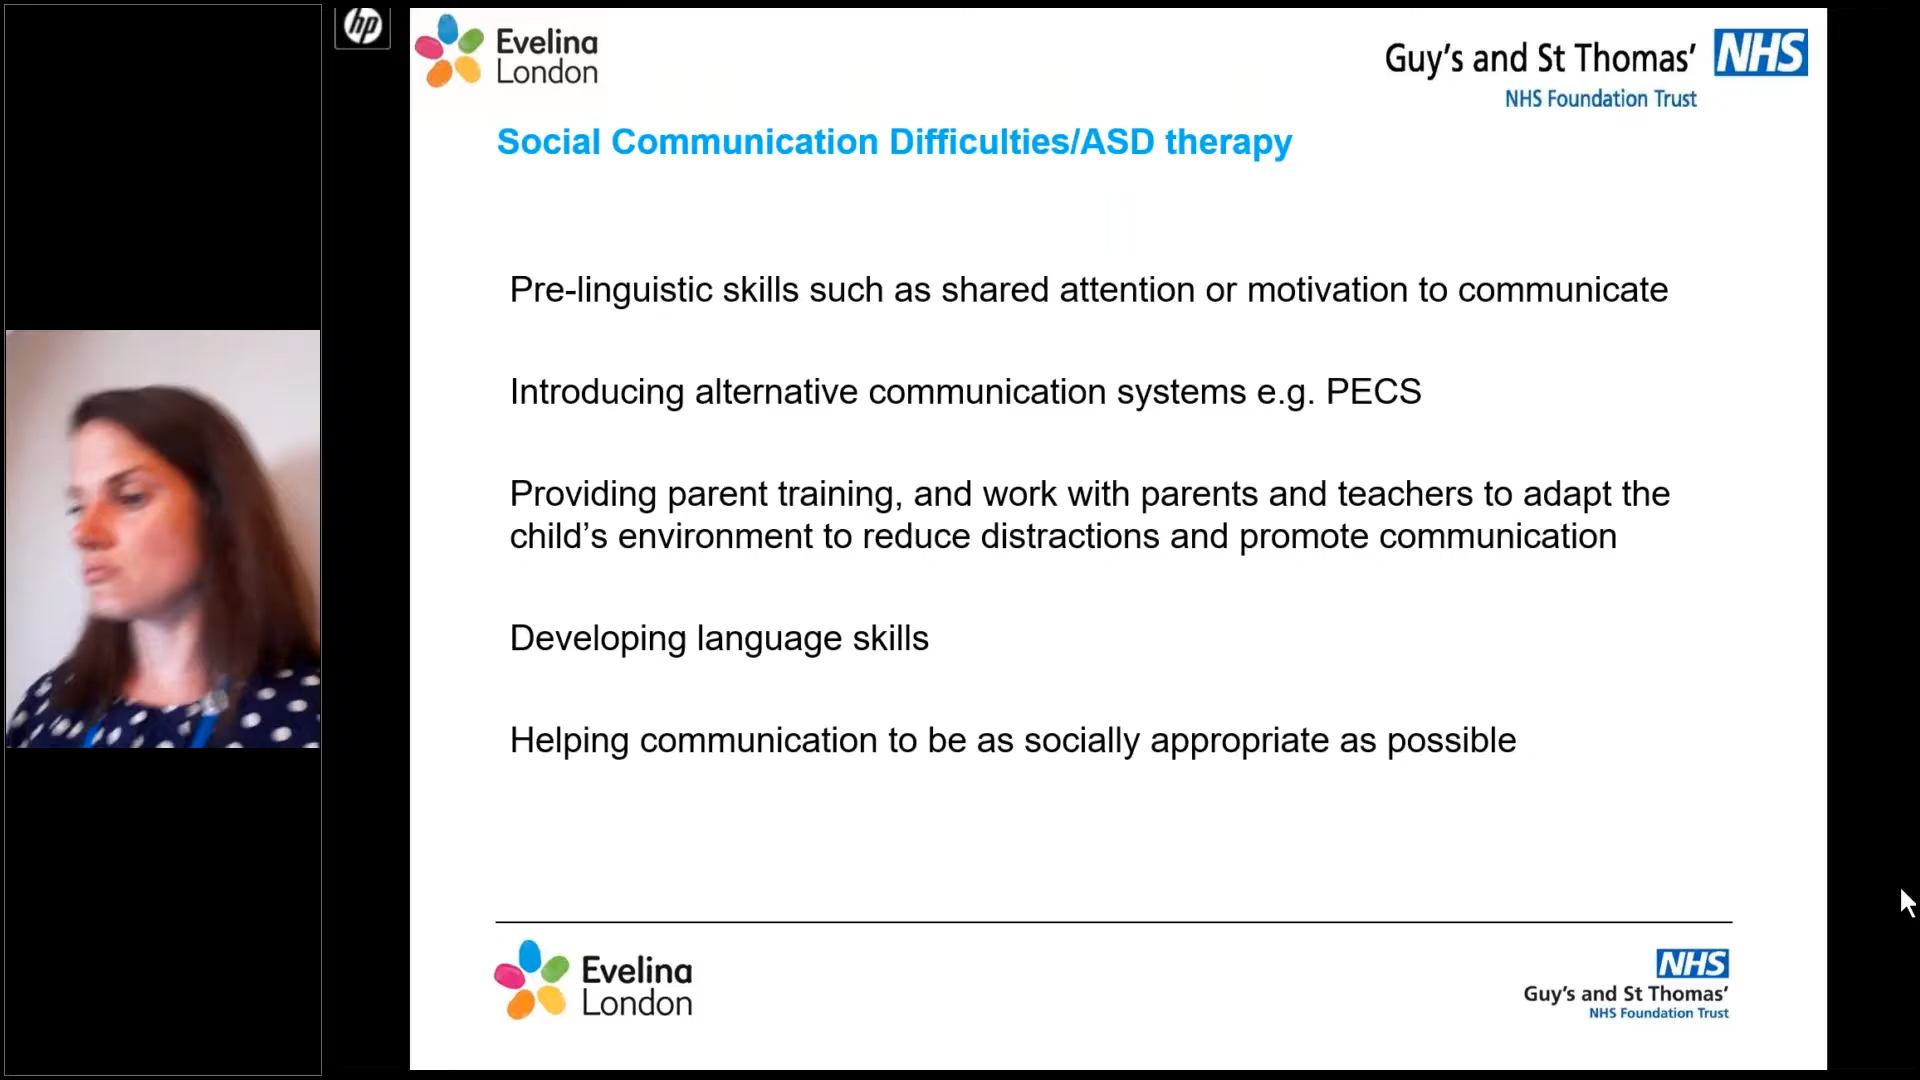 hp
Evelina
London
Guy's and St Thomas' NHS
NHS Foundation Trust
Social Communication Difficulties/ASD therapy
Pre-linguistic skills such as shared attention or motivation to communicate
Introducing alternative communication systems e.g. PECS
Providing parent training, and work with parents and teachers to adapt the
child’s environment to reduce distractions and promote communication
Developing language skills
Helping communication to be as socially appropriate as possible
Evelina
London
NHS
Guy's and St Thomas'
NHS Foundation Trust